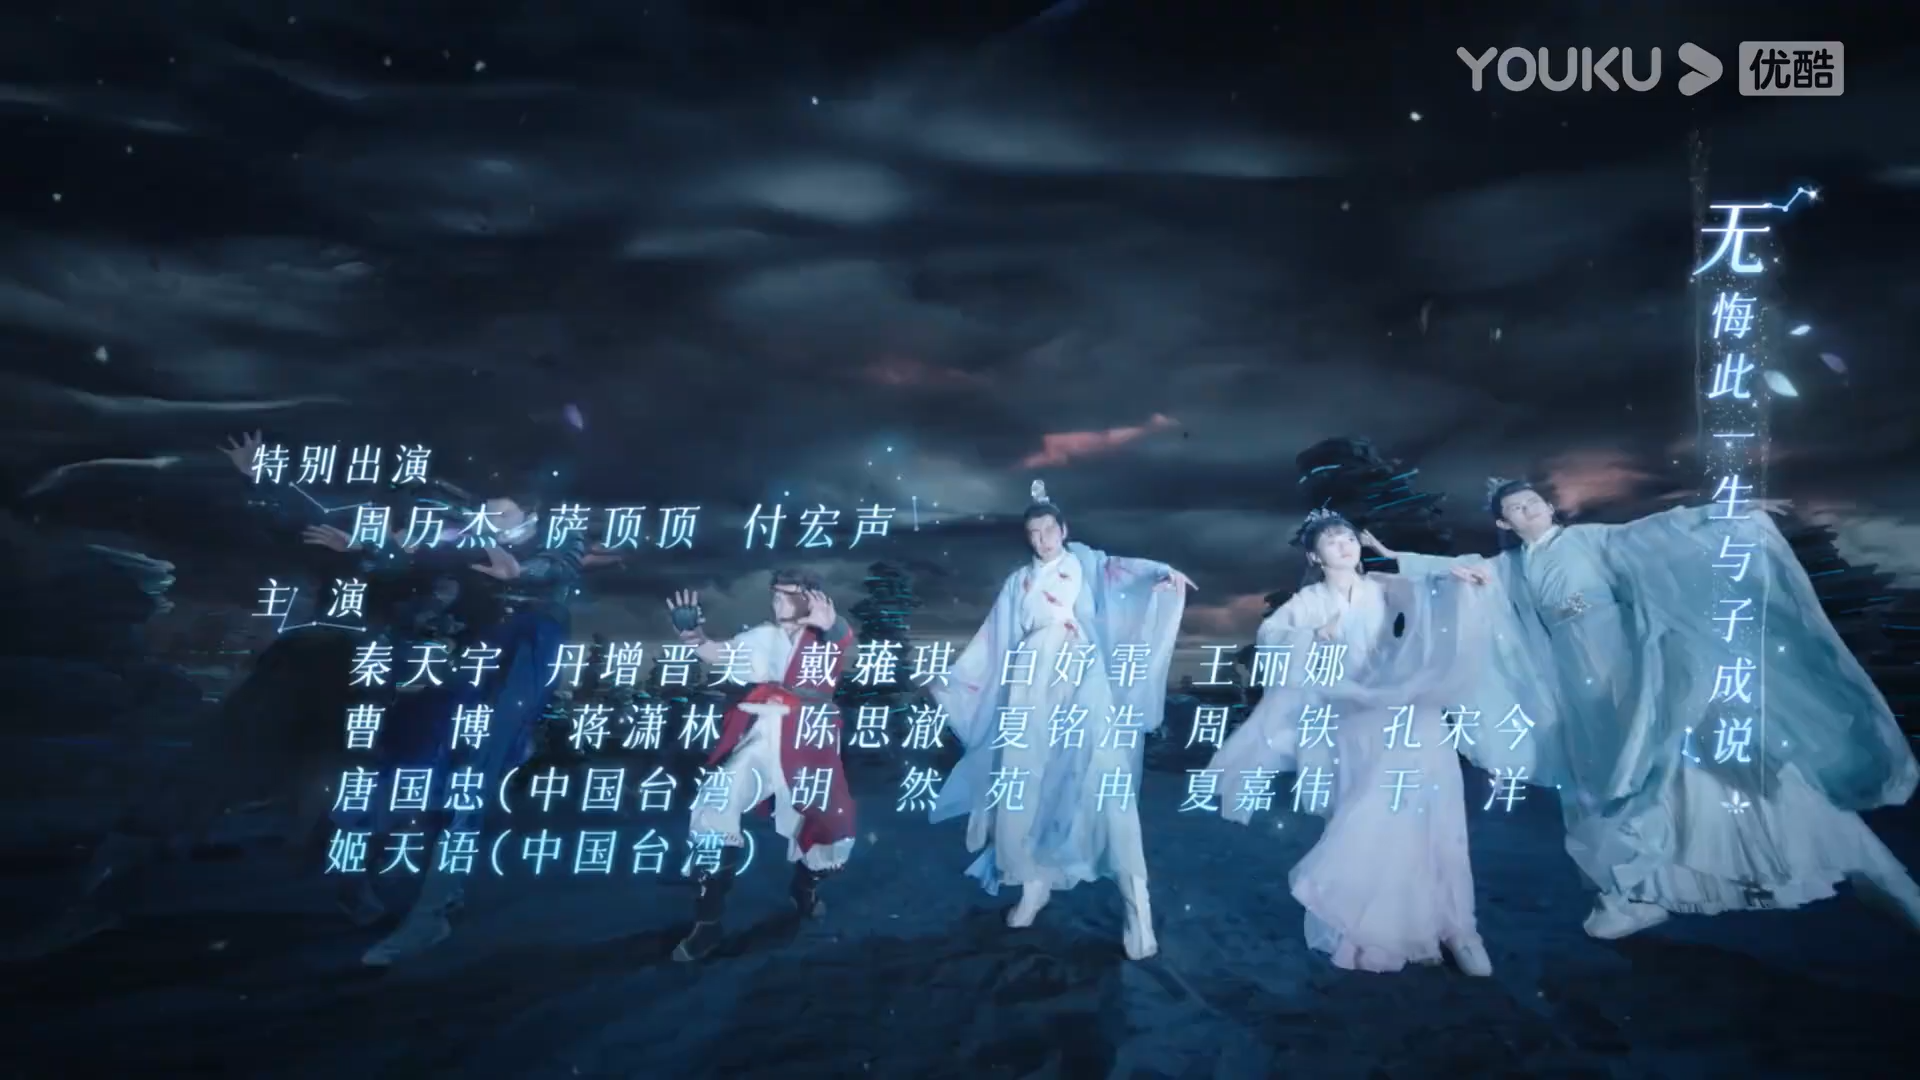 YOUKU 优酷
无悔此一生与子成说
特别出演
周历杰 萨顶顶 付宏声
主 演
秦天宇 丹增晋美 戴蕥琪 白妤霏 王丽娜
曹 博 蒋潇林 陈思澈 夏铭浩 周 铁 孔宋今
唐国忠(中国台湾) 胡 然 苑 冉 夏嘉伟 于 洋
姬天语(中国台湾)